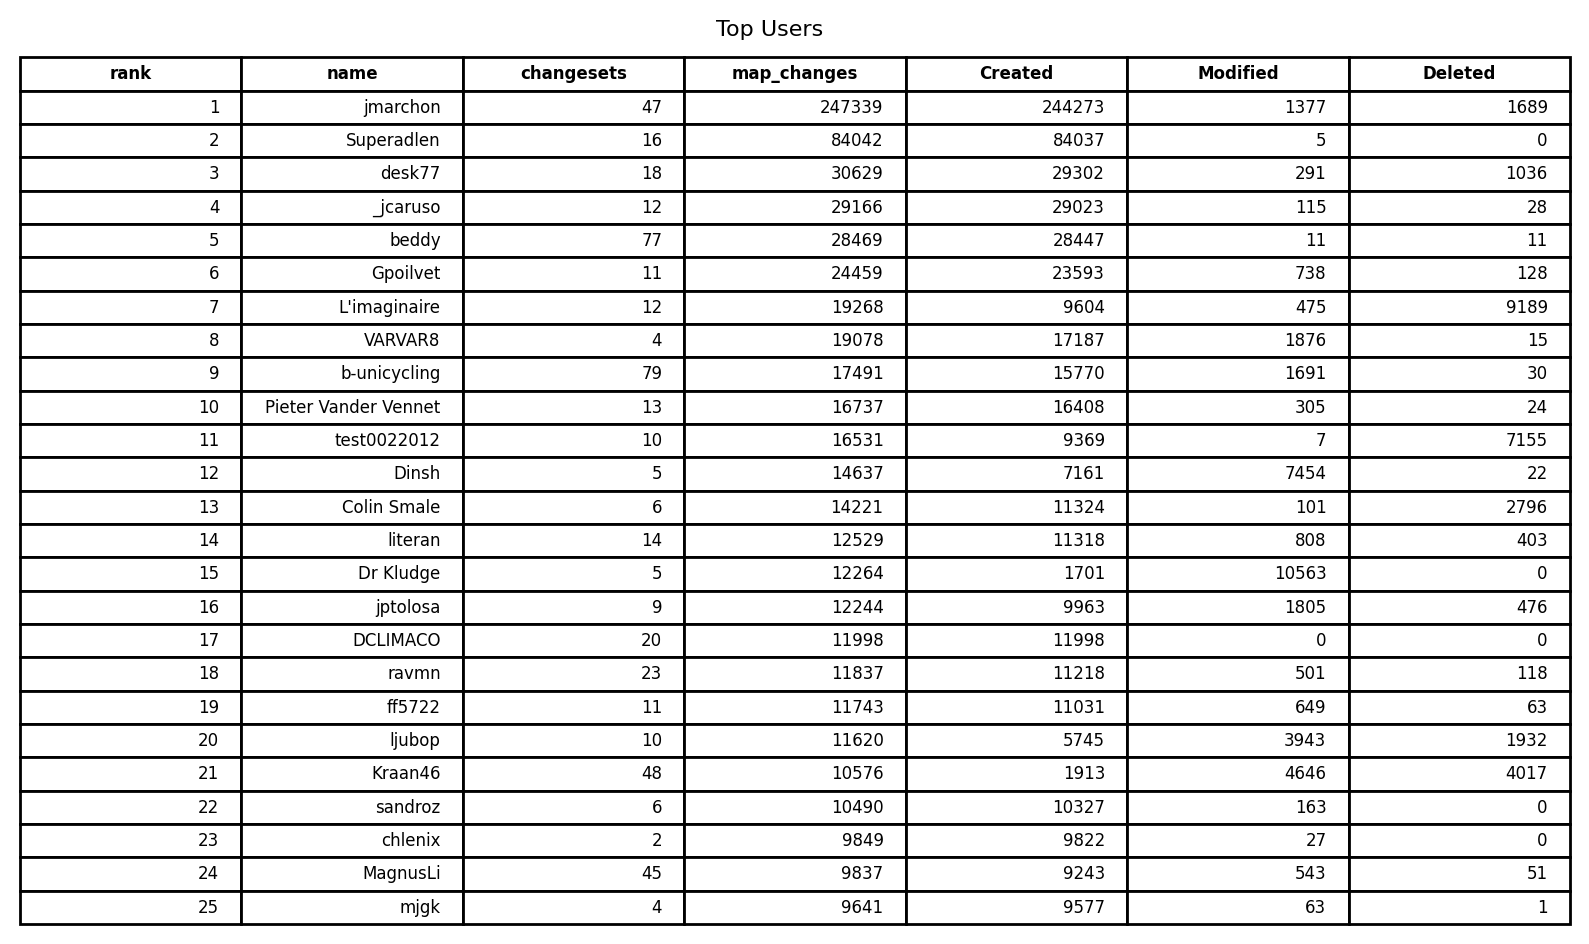 Top Users
rank name changesets map_changes Created Modified Deleted
1 jmarchon 47 247339 244273 1377 1689
2 Superadlen 16 84042 84037 5 0
3 desk77 18 30629 29302 291 1036
4 _jcaruso 12 29166 29023 115 28
5 beddy 77 28469 28447 11 11
6 Gpoilvet 11 24459 23593 738 128
7 L'imaginaire 12 19268 9604 475 9189
8 VARVAR8 4 19078 17187 1876 15
9 b-unicycling 79 17491 15770 1691 30
10 Pieter Vander Vennet 13 16737 16408 305 24
11 test0022012 10 16531 9369 7 7155
12 Dinsh 5 14637 7161 7454 22
13 Colin Smale 6 14221 11324 101 2796
14 literan 14 12529 11318 808 403
15 Dr Kludge 5 12264 1701 10563 0
16 jptolosa 9 12244 9963 1805 476
17 DCLIMACO 20 11998 11998 0 0
18 ravmn 23 11837 11218 501 118
19 ff5722 11 11743 11031 649 63
20 ljubop 10 11620 5745 3943 1932
21 Kraan46 48 10576 1913 4646 4017
22 sandroz 6 10490 10327 163 0
23 chlenix 2 9849 9822 27 0
24 MagnusLi 45 9837 9243 543 51
25 mjgk 4 9641 9577 63 1